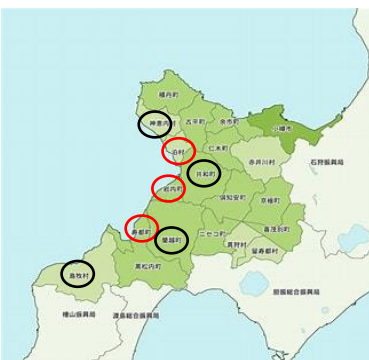 積丹町
古平町
余市町
小樽市
神恵内村
泊村
仁木町
赤井川村
共和町
石狩振興局
岩内町
倶知安町
京極町
寿都町
蘭越町
ニセコ町
喜茂別町
真狩村
留寿都村
島牧村
黒松内町
胆振総合振興局
檜山振興局
渡島総合振興局